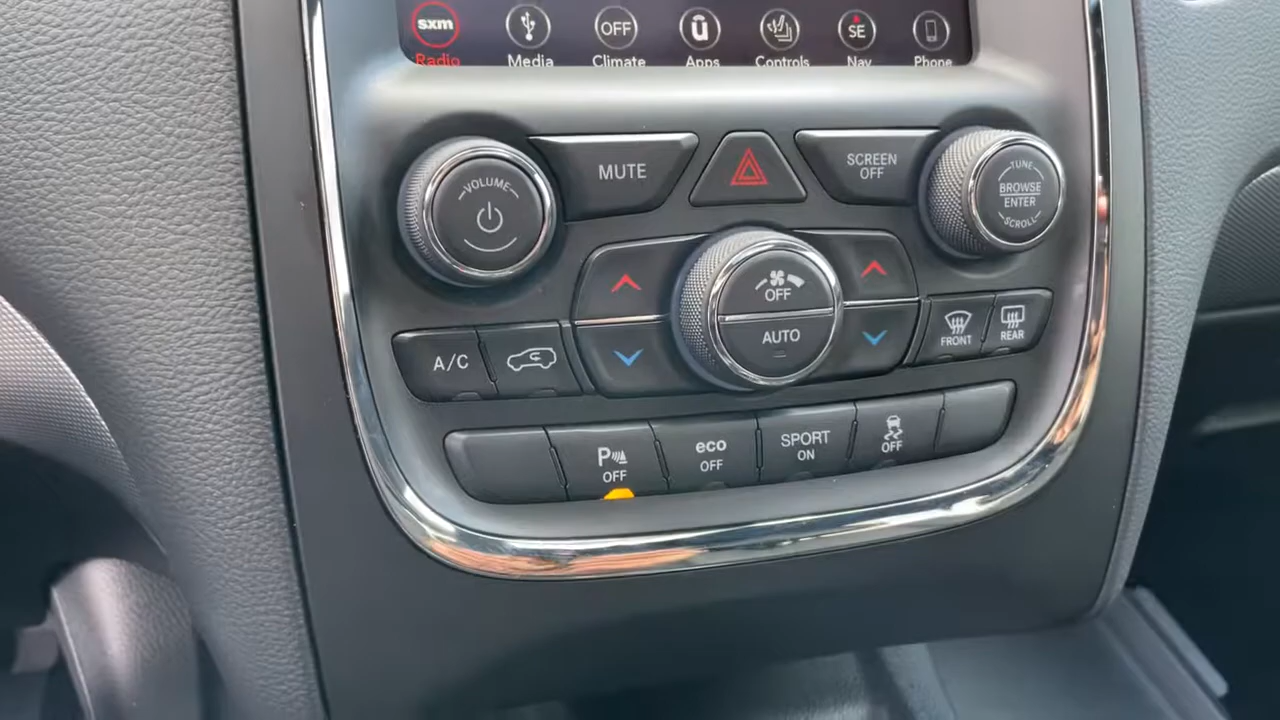 sxm OFF ü SE
Radio Media Climate Apps Controls Nav Phone
VOLUME
MUTE
SCREEN
OFF
TUNE
BROWSE
ENTER
SCROLL
OFF
AUTO
A/C
FRONT
REAR
P
OFF
eco
OFF
SPORT
ON
OFF